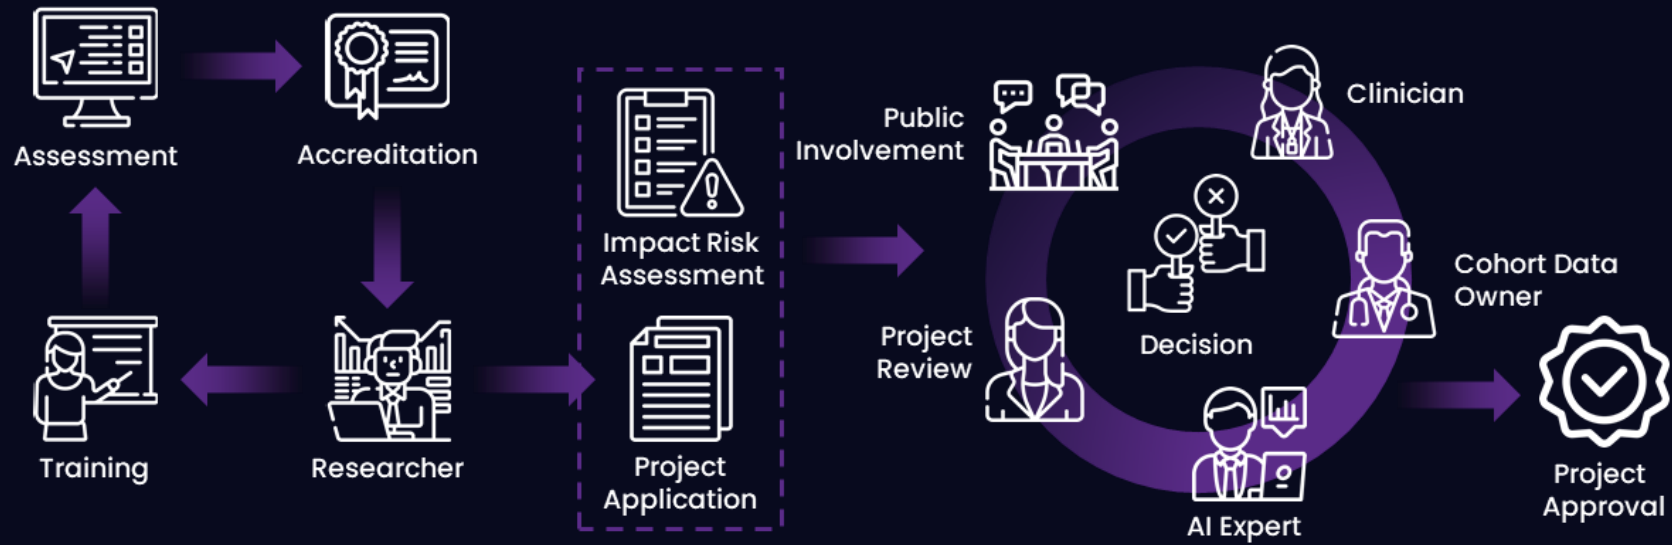 Assessment
Accreditation
Training
Researcher
Impact Risk
Assessment
Project
Application
Public
Involvement
Clinician
Cohort Data
Owner
Project
Review
Decision
AI Expert
Project
Approval